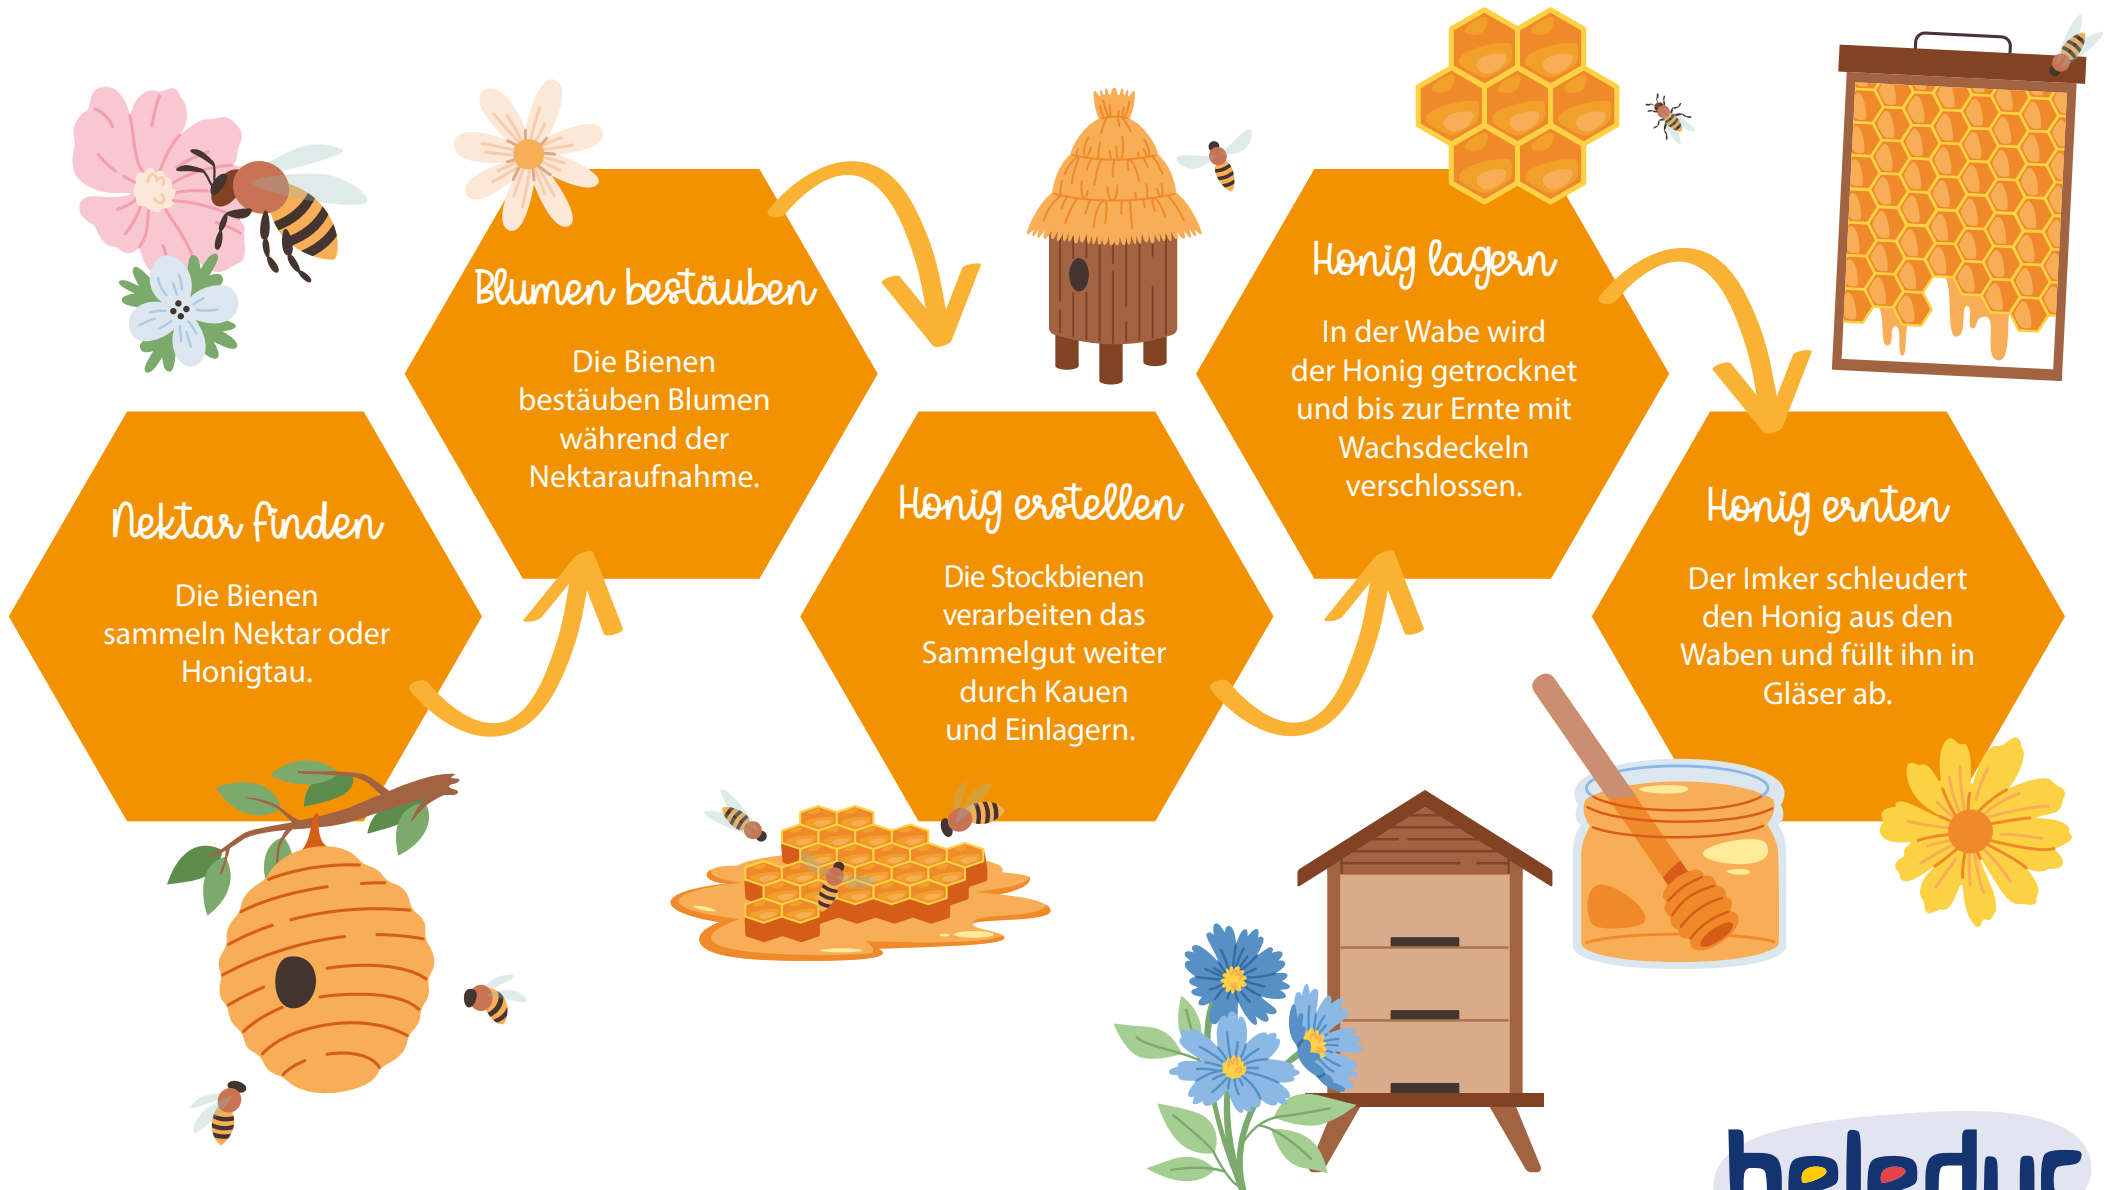 Nektar finden
Die Bienen
sammeln Nektar oder
Honigtau.
Blumen bestäuben
Die Bienen
bestäuben Blumen
während der
Nektaraufnahme.
Honig erstellen
Die Stockbienen
verarbeiten das
Sammelgut weiter
durch Kauen
und Einlagern.
Honig lagern
In der Wabe wird
der Honig getrocknet
und bis zur Ernte mit
Wachsdeckeln
verschlossen.
Honig ernten
Der Imker schleudert
den Honig aus den
Waben und füllt ihn in
Gläser ab.
beleduc